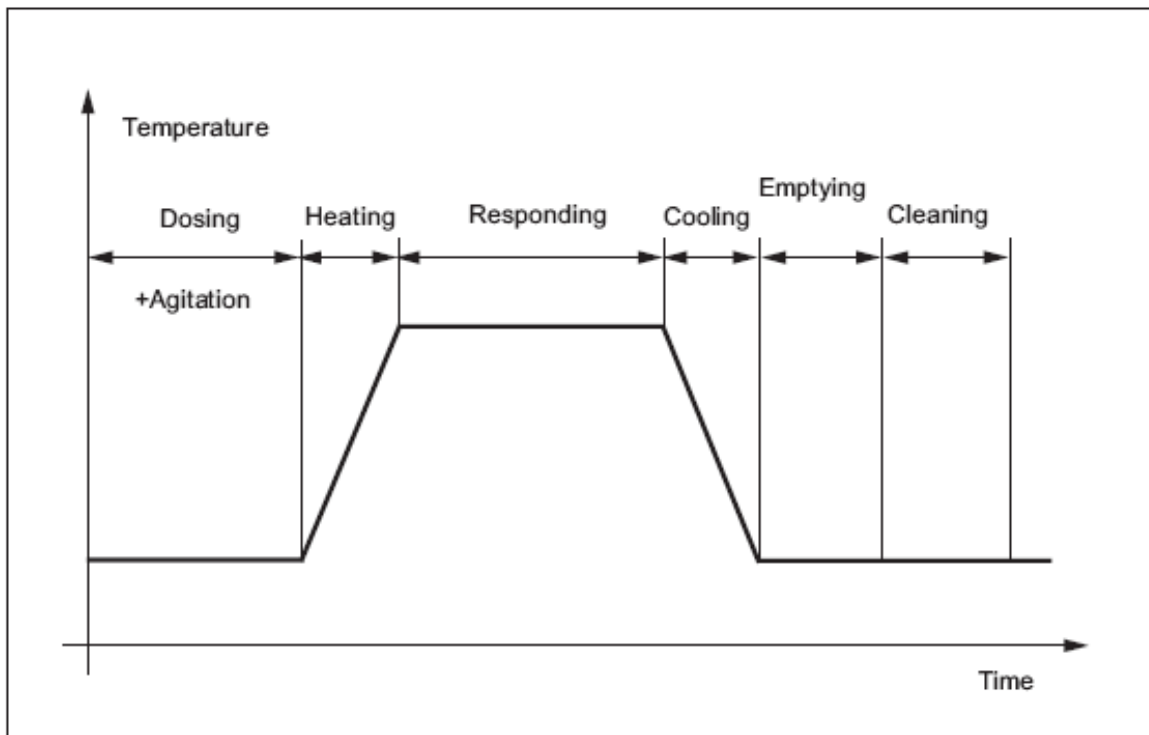 Temperature
Emptying
Dosing
Heating
Responding
Cooling
Cleaning
+Agitation
Time